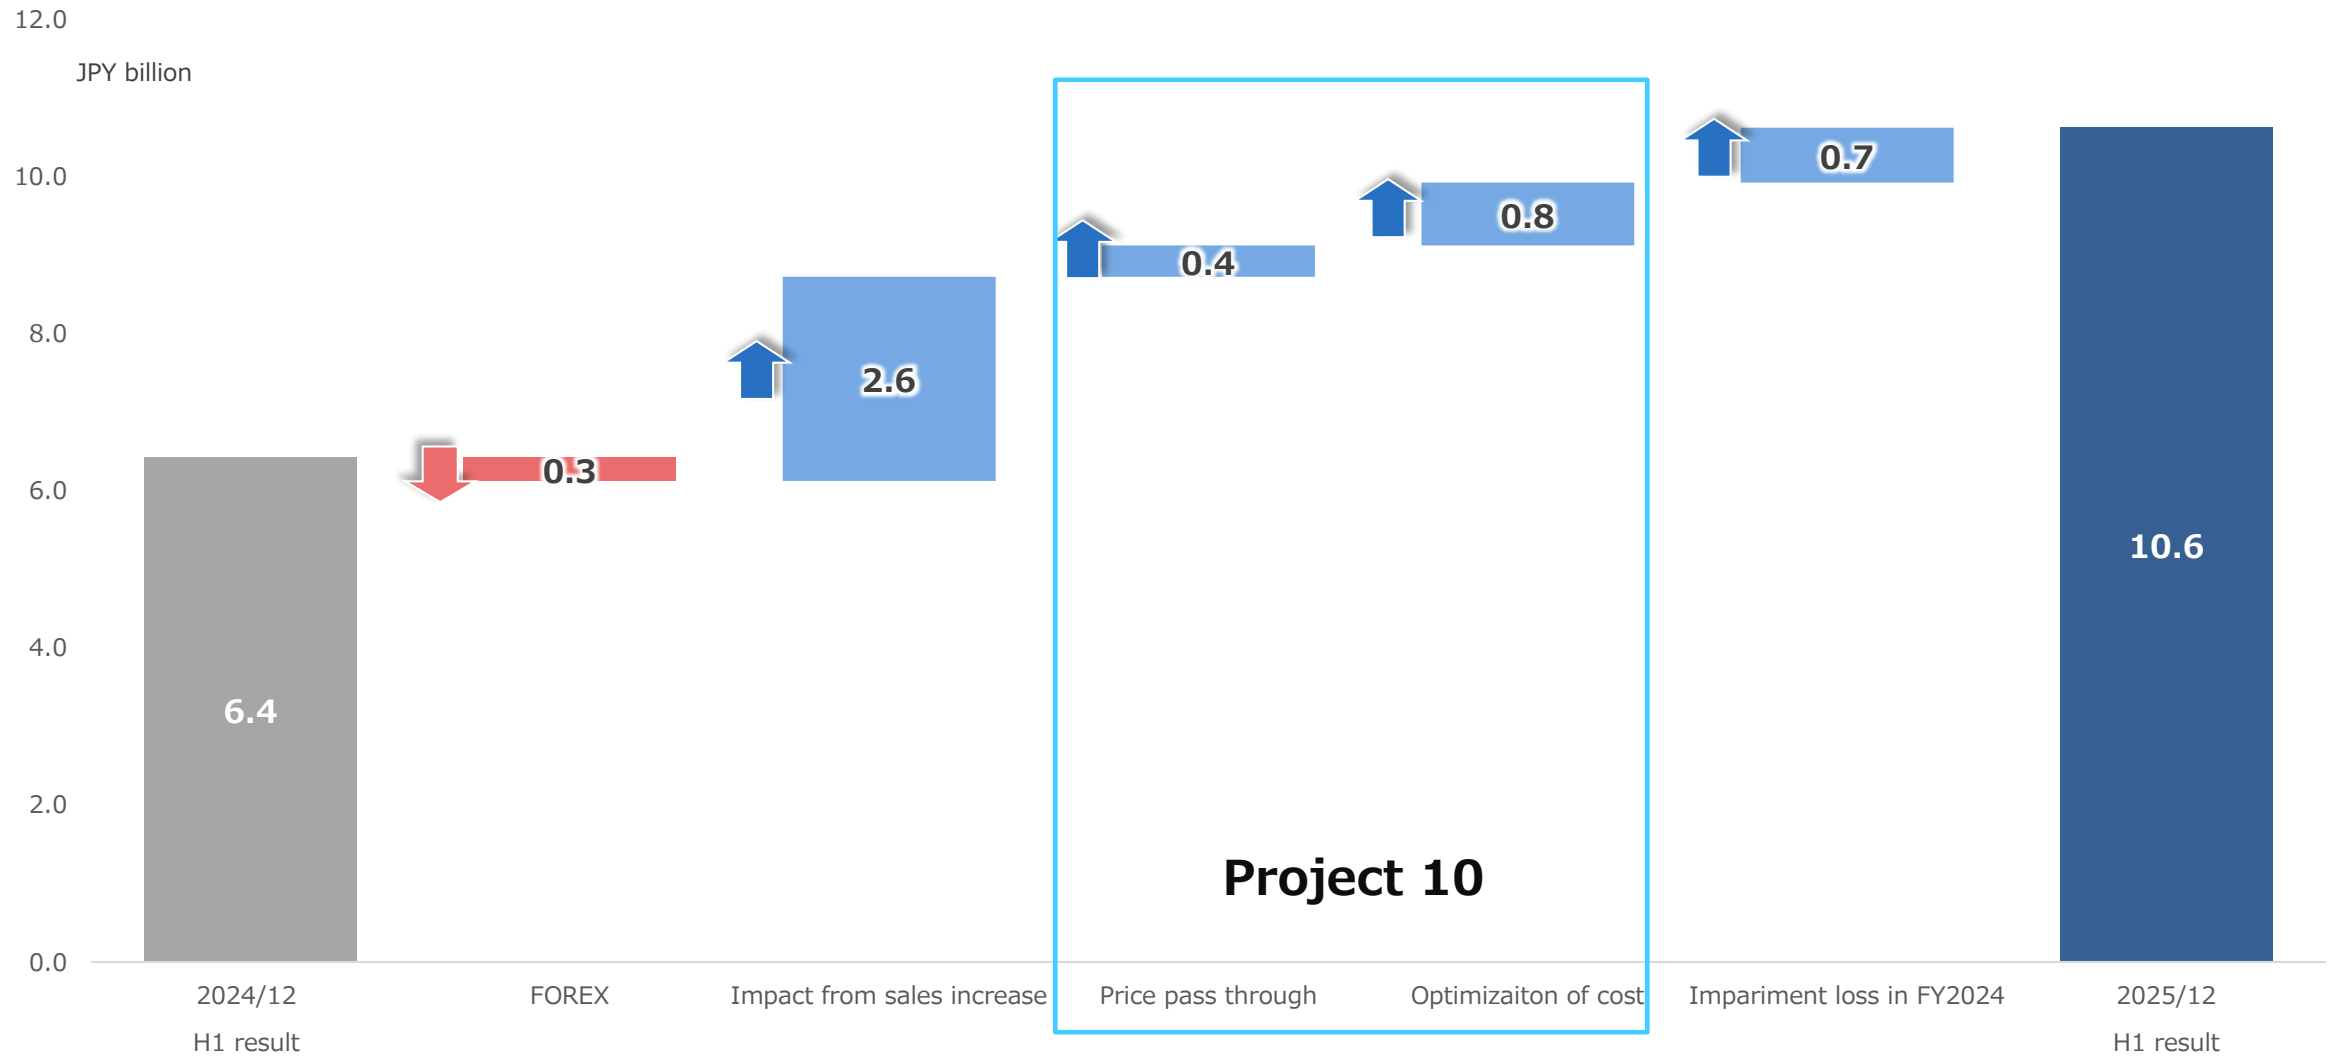 12.0
JPY billion
10.0
8.0
6.0
4.0
2.0
0.0
6.4
0.3
2.6
0.4
0.8
0.7
10.6
Project 10
2024/12
H1 result
FOREX
Impact from sales increase
Price pass through
Optimizaiton of cost
Impariment loss in FY2024
2025/12
H1 result